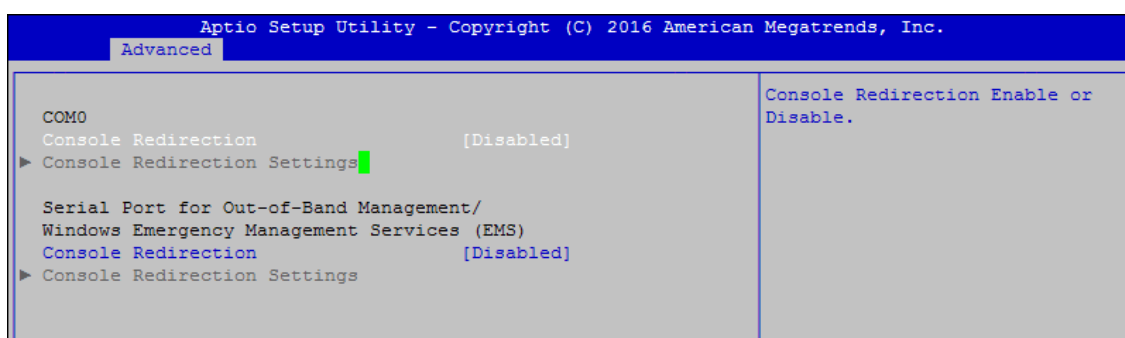 Aptio Setup Utility - Copyright (C) 2016 American Megatrends, Inc.
Advanced
COM0
Console Redirection [Disabled]
► Console Redirection Settings
Serial Port for Out-of-Band Management/
Windows Emergency Management Services (EMS)
Console Redirection [Disabled]
► Console Redirection Settings
Console Redirection Enable or
Disable.